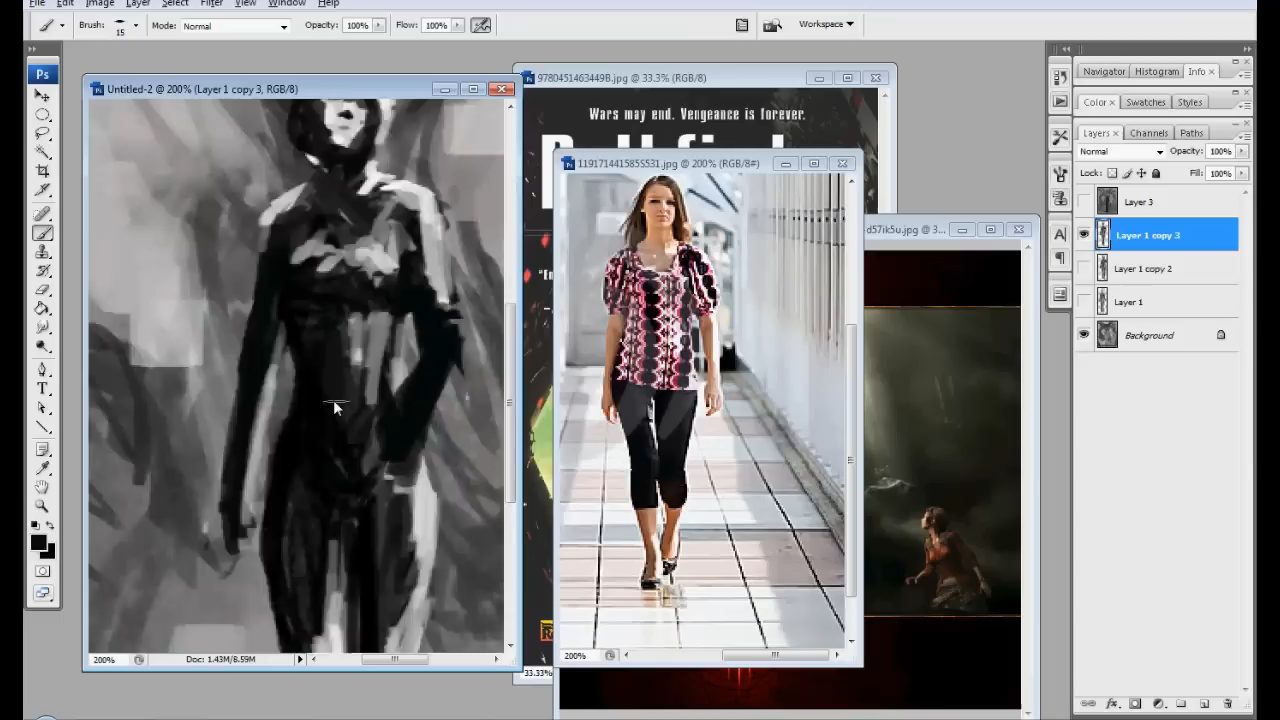 File Edit Image Layer Select Filter View Window Help
Brush: 15 Mode: Normal Opacity: 100% Flow: 100% Workspace
Ps
Untitled-2 @ 200% (Layer 1 copy 3, RGB/8)
200% Doc: 1.43M/8.59M
9780451463449B.jpg @ 33.3% (RGB/8)
Wars may end. Vengeance is forever.
33.33%
11917144158SS531.jpg @ 200% (RGB/8#)
200%
d57ik5u.jpg @ 3...
Navigator Histogram Info
Color Swatches Styles
Layers Channels Paths
Normal Opacity: 100%
Lock: Fill: 100%
Layer 3
Layer 1 copy 3
Layer 1 copy 2
Layer 1
Background